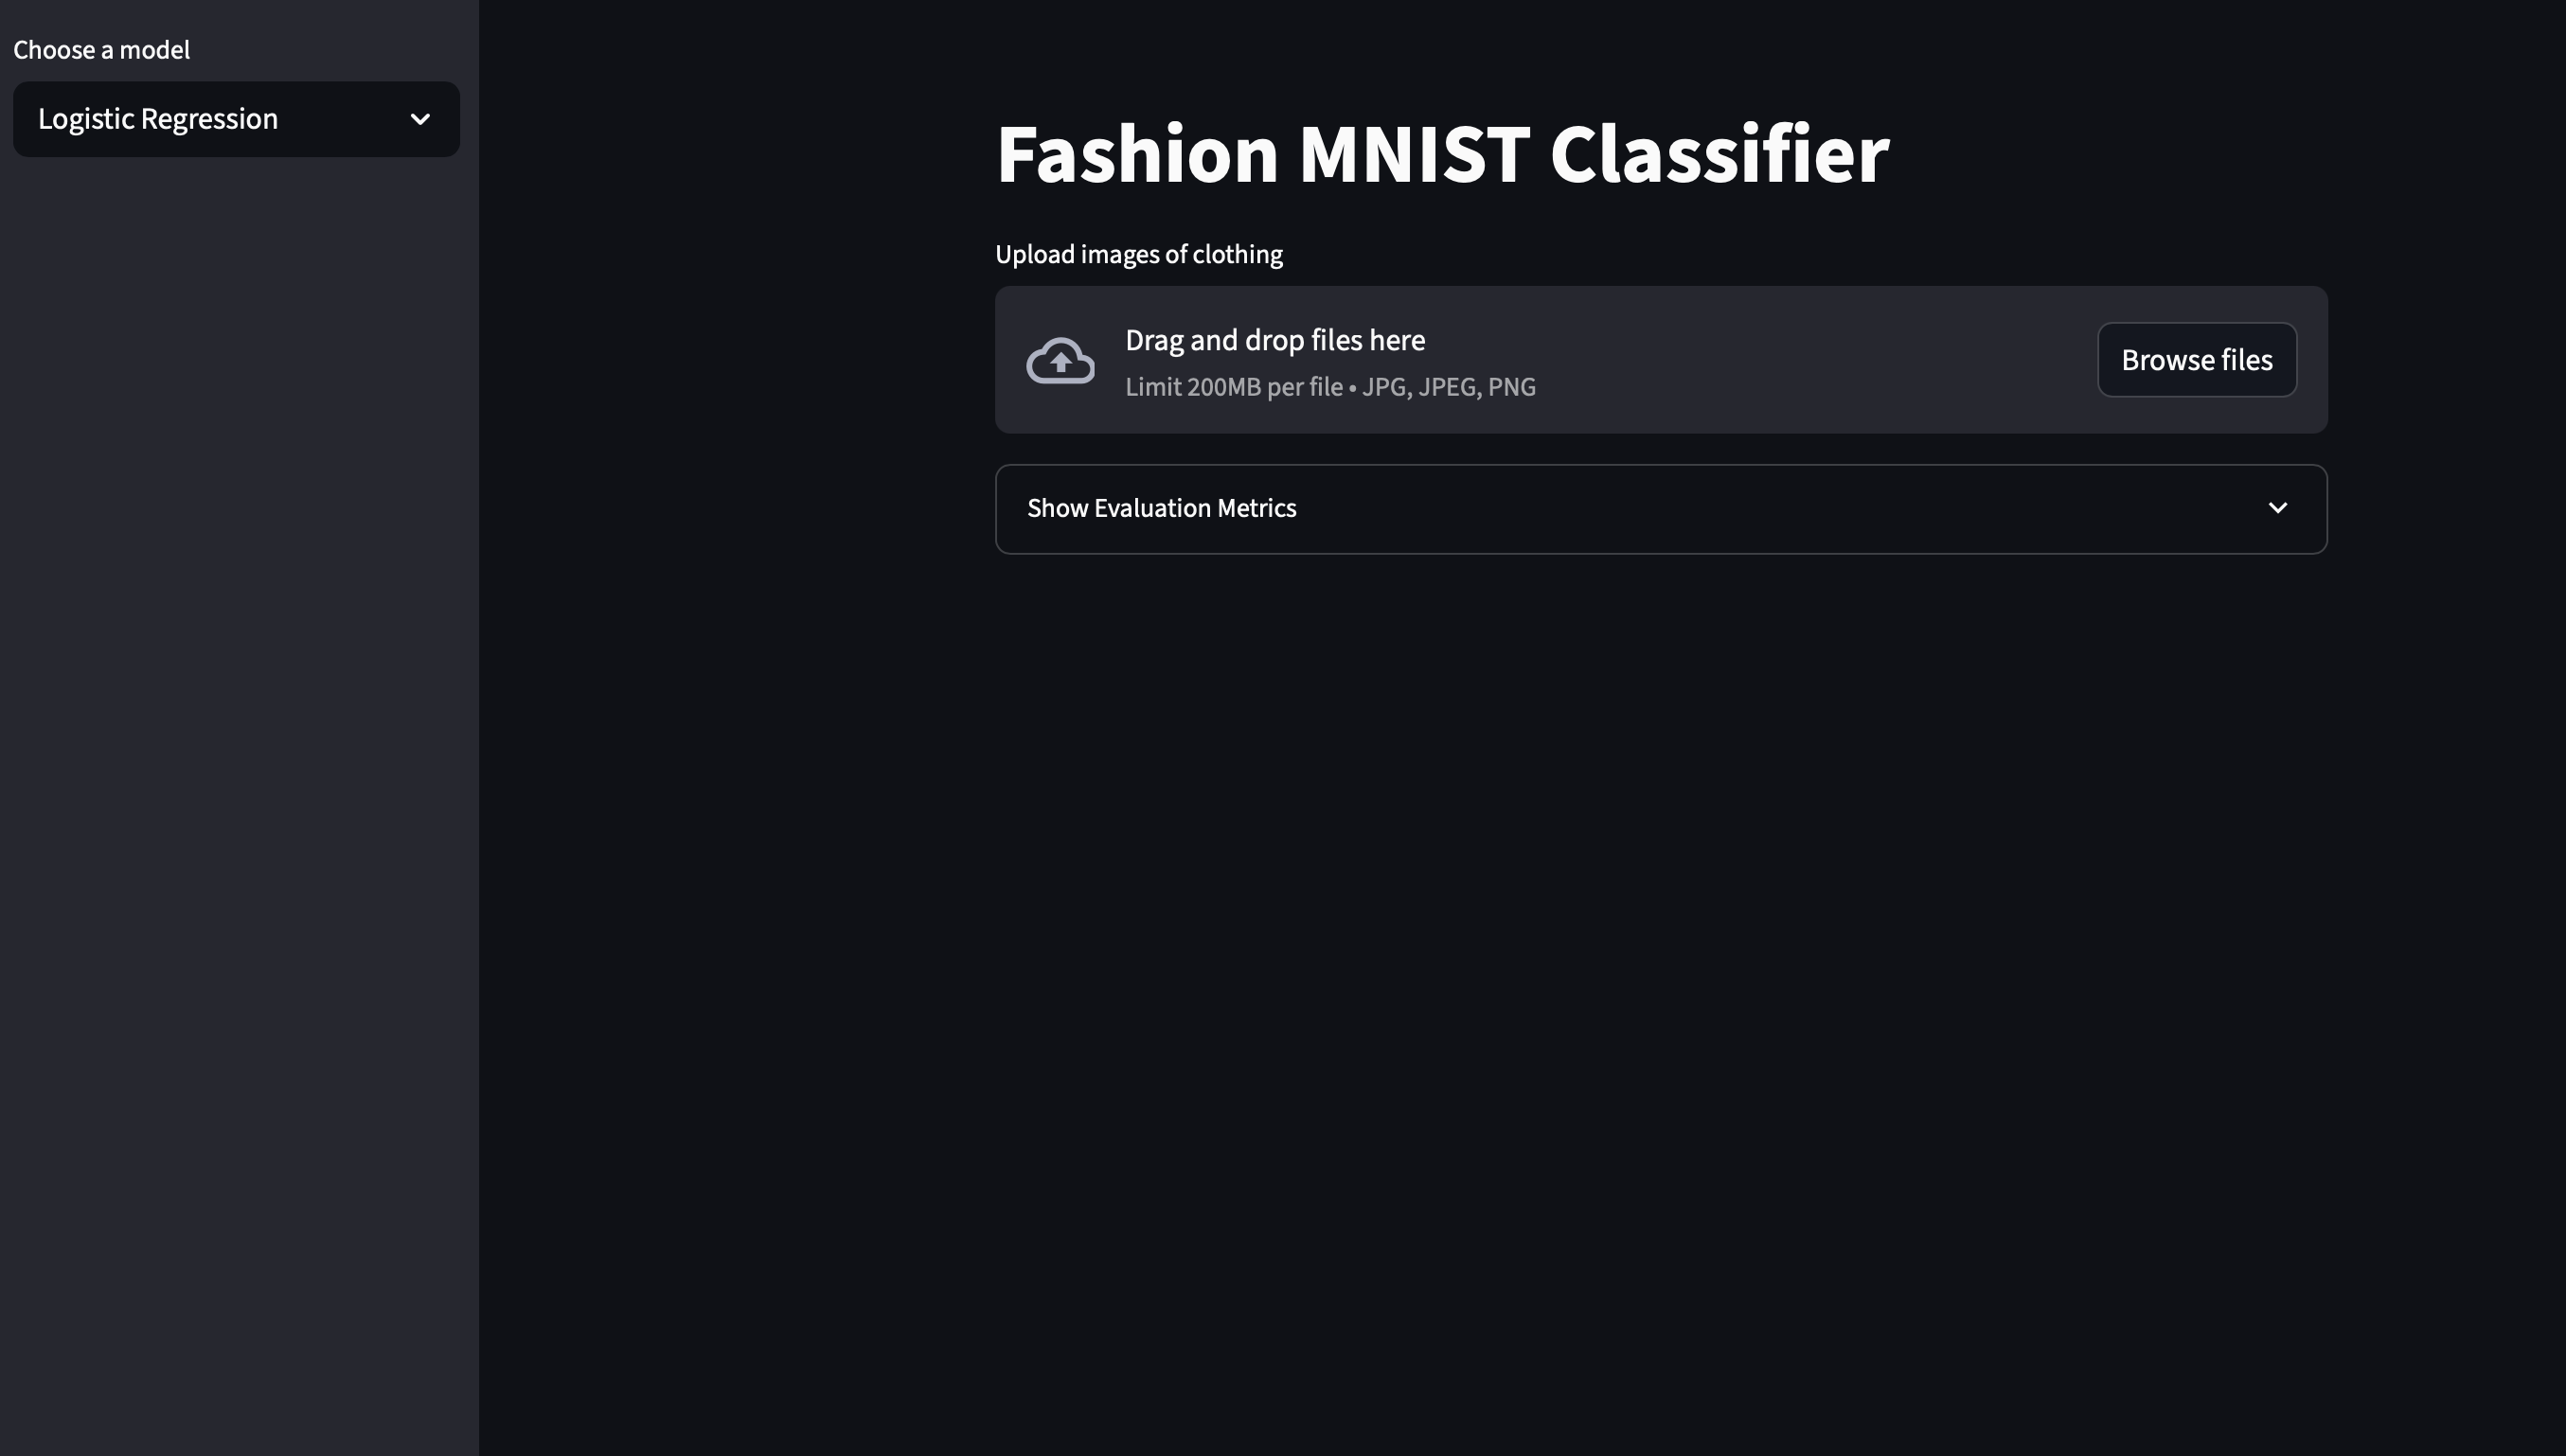 Choose a model
Logistic Regression
Fashion MNIST Classifier
Upload images of clothing
Drag and drop files here
Limit 200MB per file • JPG, JPEG, PNG
Browse files
Show Evaluation Metrics